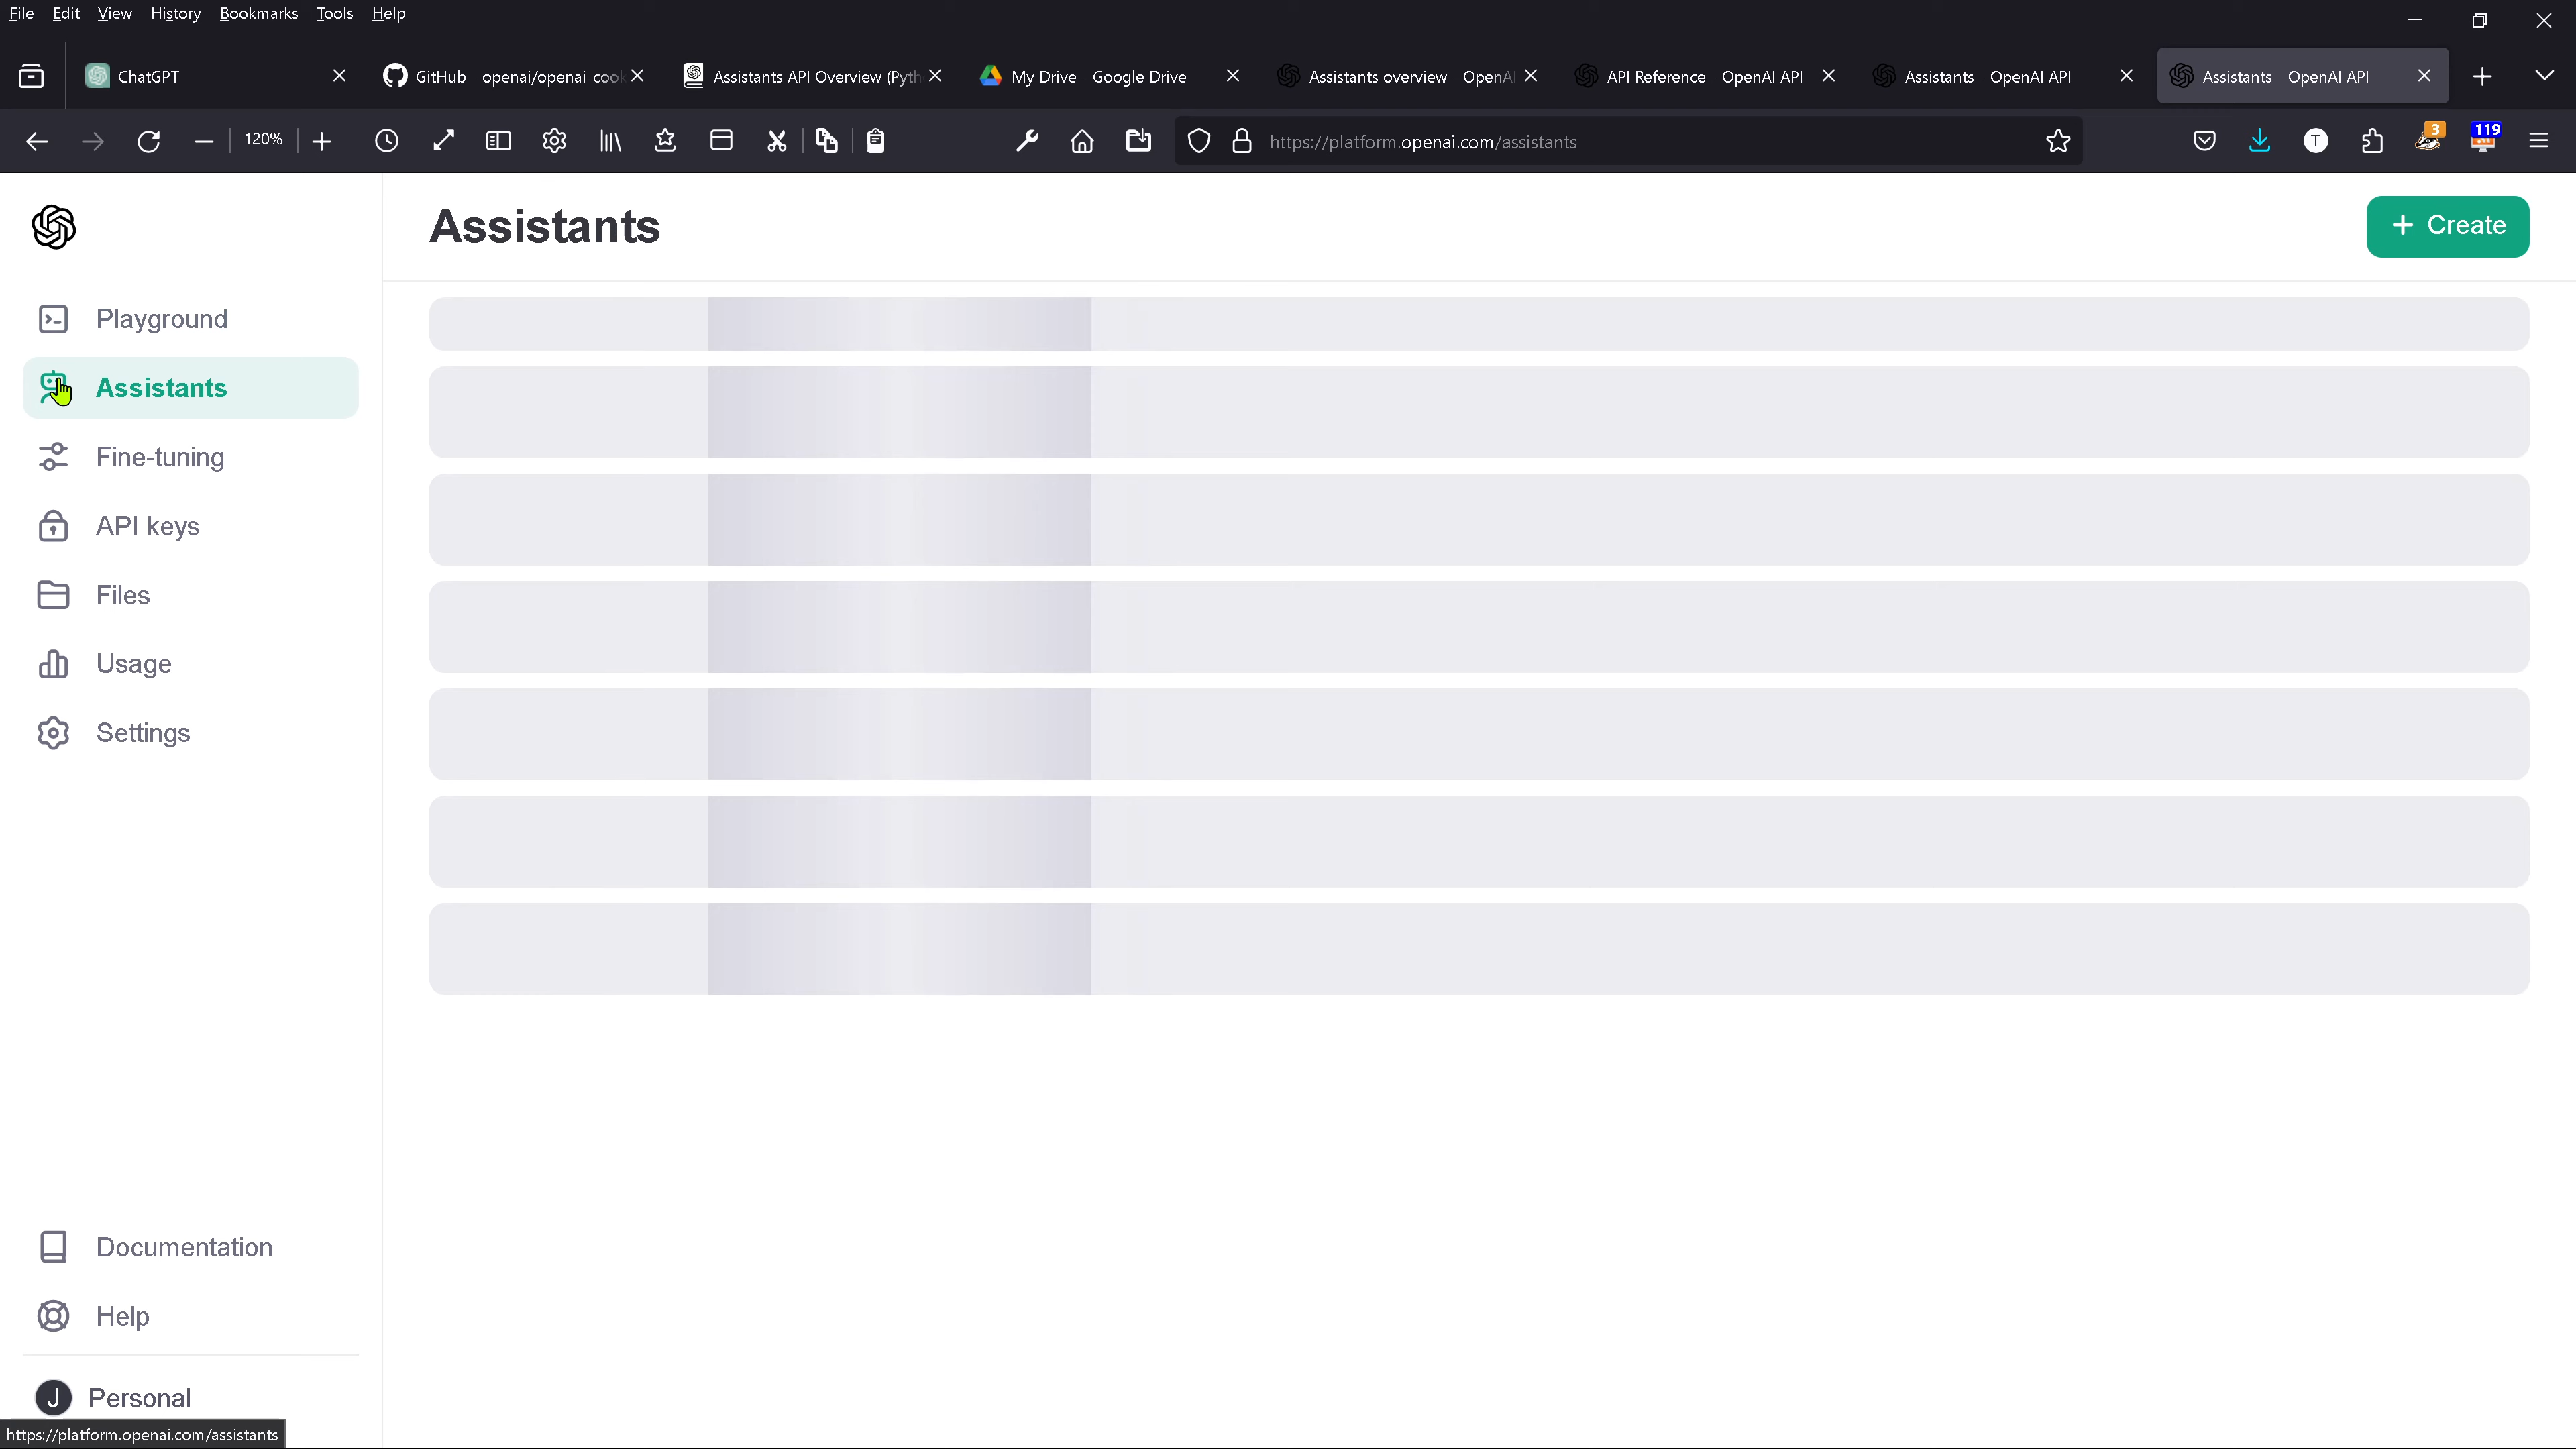 File Edit View History Bookmarks Tools Help
ChatGPT
GitHub - openai/openai-cook
Assistants API Overview (Pyth
My Drive - Google Drive
Assistants overview - OpenAI
API Reference - OpenAI API
Assistants - OpenAI API
Assistants - OpenAI API
120%
https://platform.openai.com/assistants
T
3
119
Assistants
Create
Playground
Assistants
Fine-tuning
API keys
Files
Usage
Settings
Documentation
Help
J Personal
https://platform.openai.com/assistants